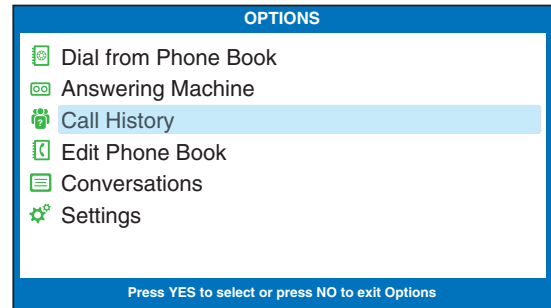 OPTIONS
Dial from Phone Book
Answering Machine
Call History
Edit Phone Book
Conversations
Settings
Press YES to select or press NO to exit Options